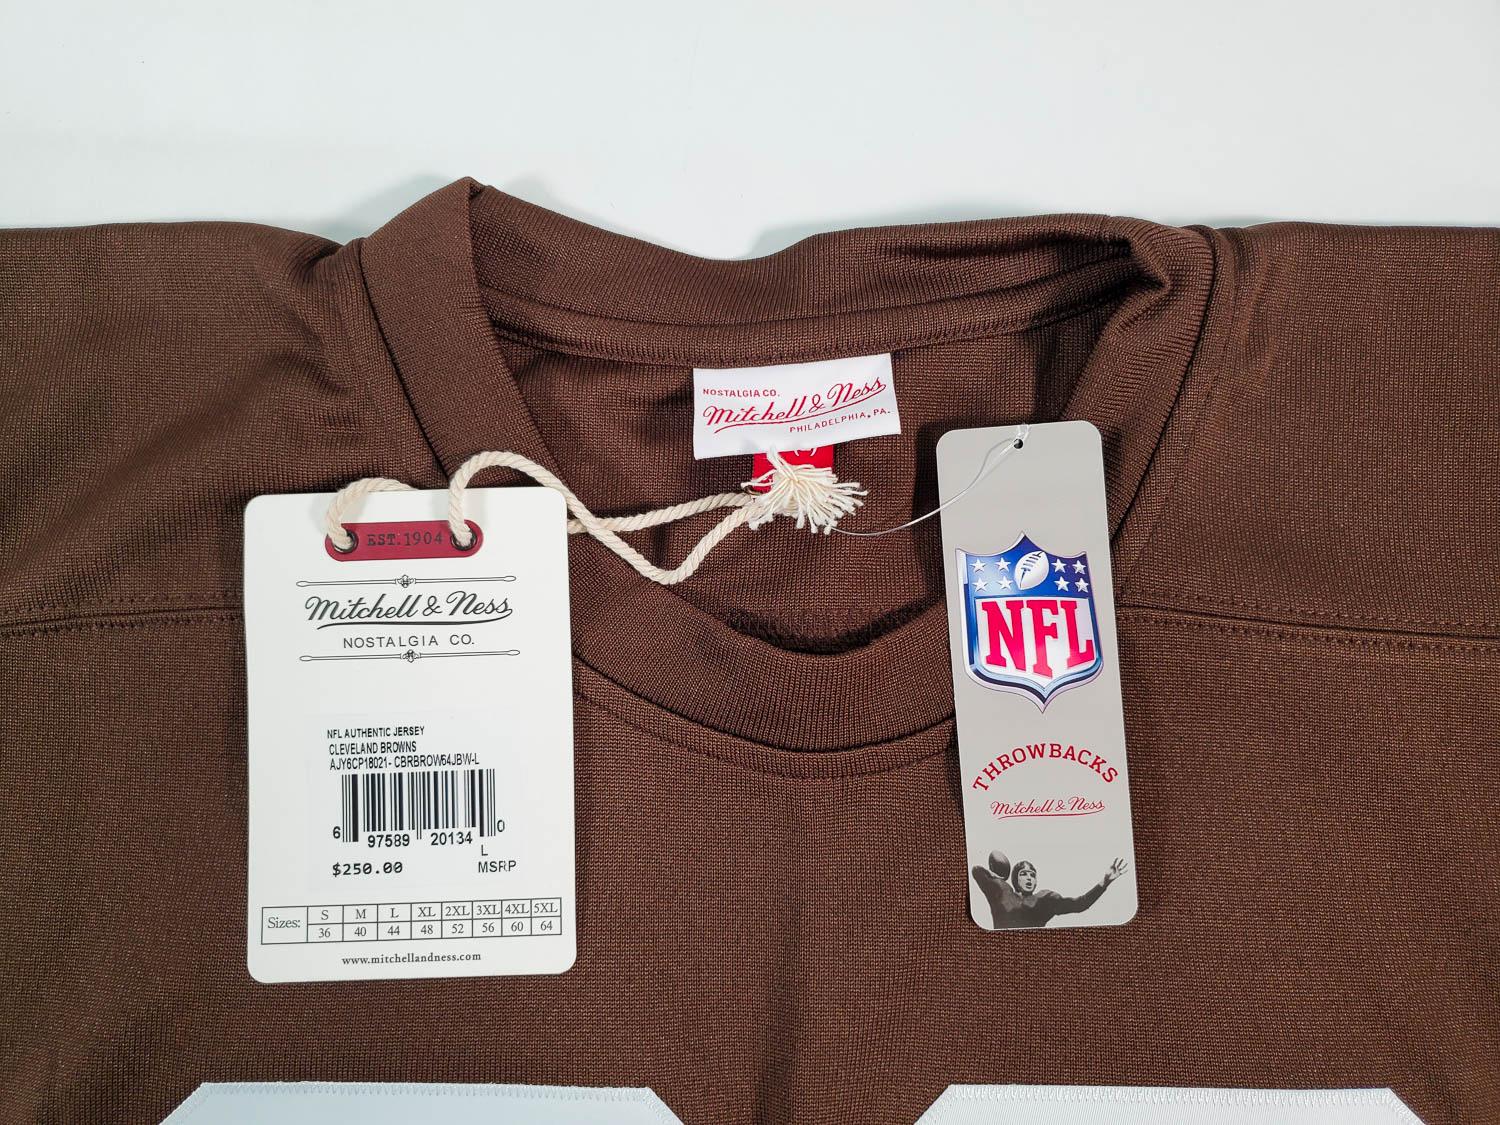 NOSTALGIA CO.
Mitchell & Ness
PHILADELPHIA, PA.
EST. 1904
Mitchell & Ness
NOSTALGIA CO.
NFL AUTHENTIC JERSEY
CLEVELAND BROWNS
AJY6CP18021- CBRBROW64JBW-L
6 97589 20134 0
L
$250.00 MSRP
Sizes: S M L XL 2XL 3XL 4XL 5XL
36 40 44 48 52 56 60 64
www.mitchellandness.com
NFL
THROWBACKS
Mitchell & Ness